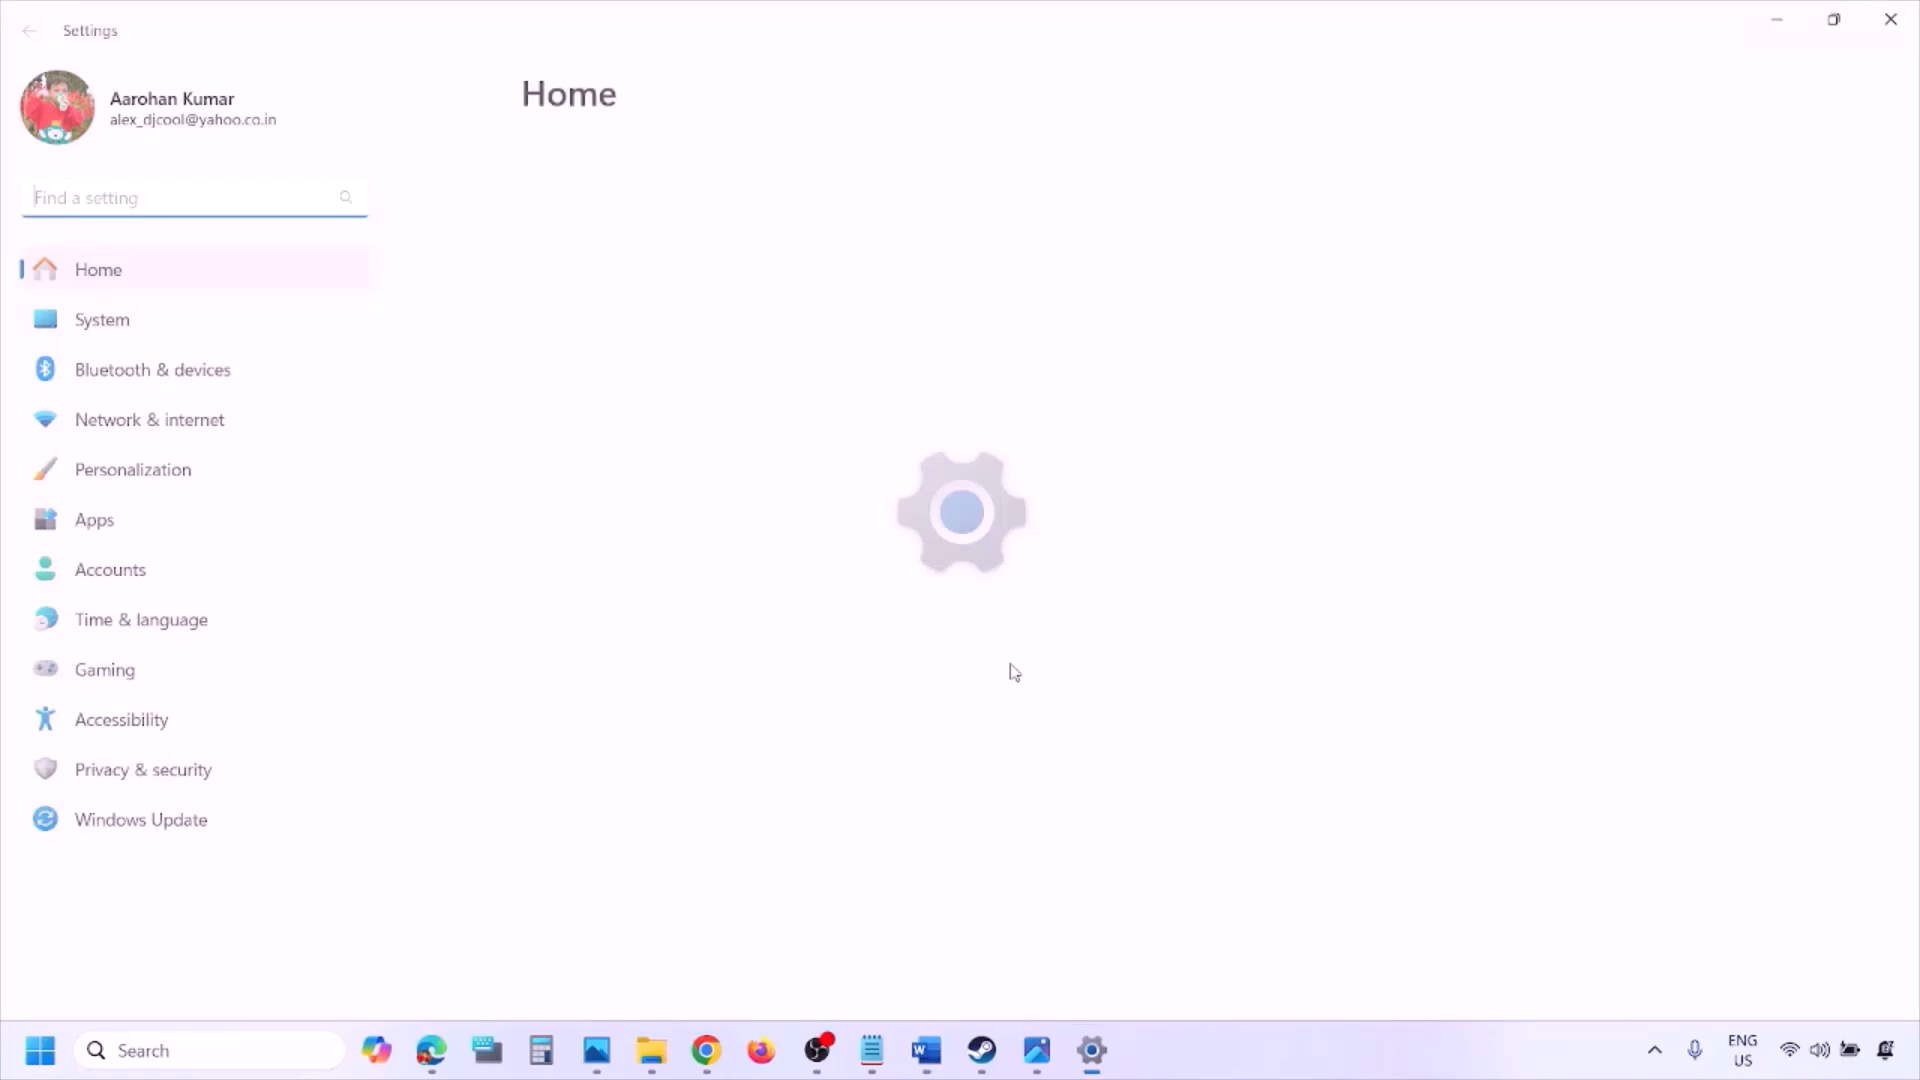 Settings
Aarohan Kumar
alex_djcool@yahoo.co.in
Home
Find a setting
Home
System
Bluetooth & devices
Network & internet
Personalization
Apps
Accounts
Time & language
Gaming
Accessibility
Privacy & security
Windows Update
Search
ENG
US